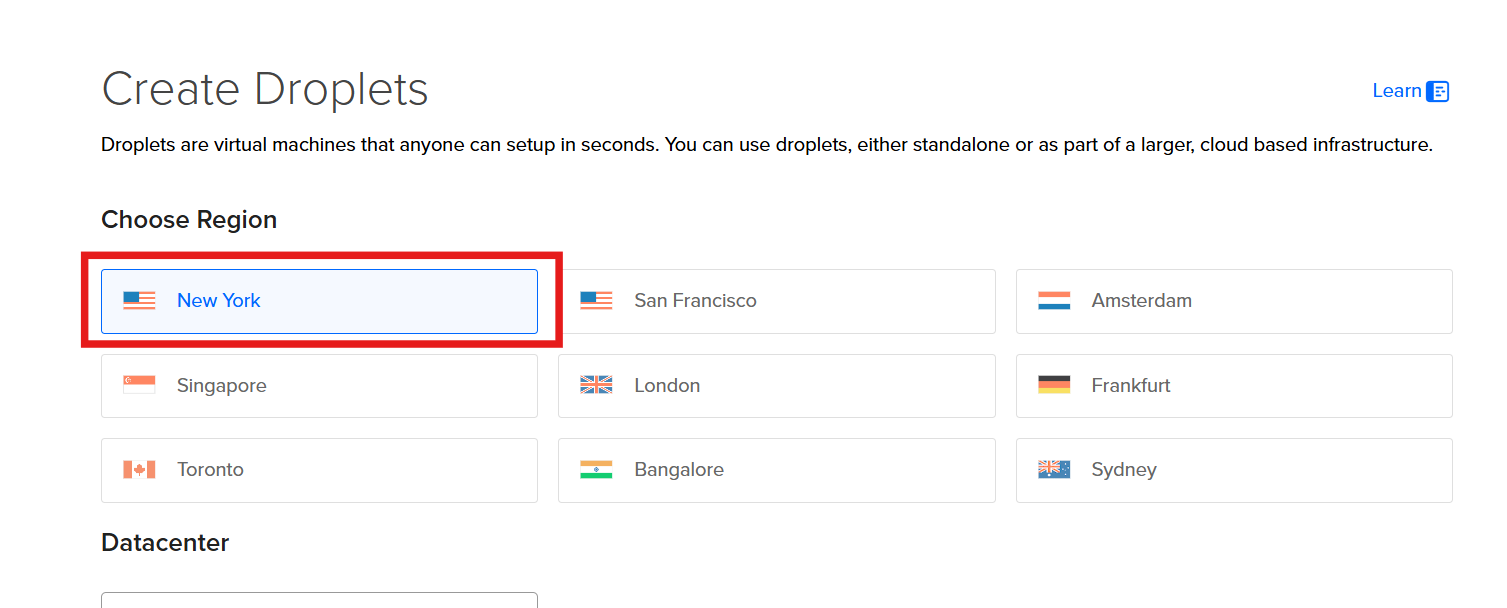 Create Droplets
Learn
Droplets are virtual machines that anyone can setup in seconds. You can use droplets, either standalone or as part of a larger, cloud based infrastructure.
Choose Region
New York
San Francisco
Amsterdam
Singapore
London
Frankfurt
Toronto
Bangalore
Sydney
Datacenter